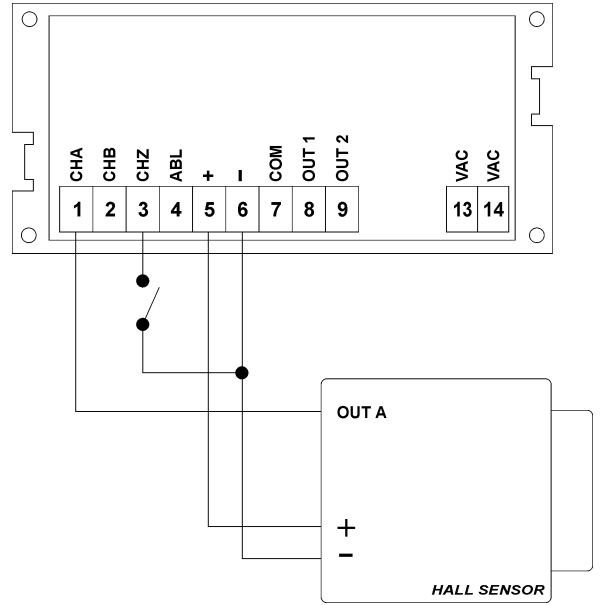 CHA CHB CHZ ABL + - COM OUT 1 OUT 2 VAC VAC
1 2 3 4 5 6 7 8 9 13 14
OUT A
+
-
HALL SENSOR